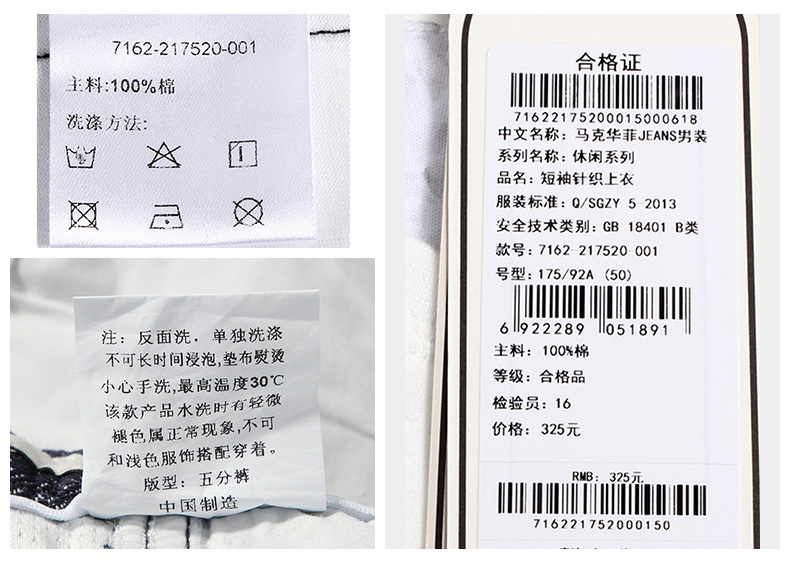 7162-217520-001
主料:100%棉
洗涤方法:
注：反面洗，单独洗涤
不可长时间浸泡,垫布熨烫
小心手洗,最高温度30℃
该款产品水洗时有轻微
褪色属正常现象,不可
和浅色服饰搭配穿着。
版型：五分裤
中国制造
合格证
71622175200015000618
中文名称：马克华菲JEANS男装
系列名称：休闲系列
品名：短袖针织上衣
服装标准：Q/SGZY 5-2013
安全技术类别：GB 18401 B类
款号：7162-217520-001
号型：175/92A (50)
6 922289 051891
主料：100%棉
等级：合格品
检验员：16
价格：325元
RMB：325元
716221752000150